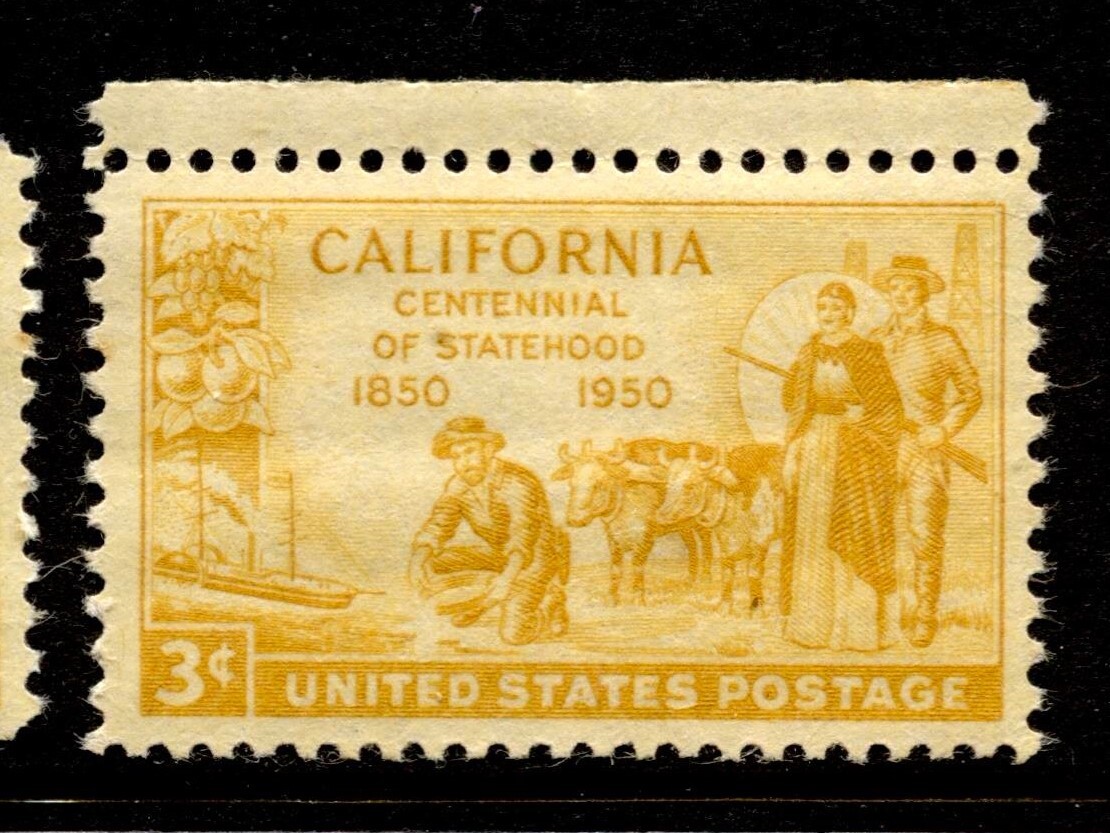 CALIFORNIA
CENTENNIAL
OF STATEHOOD
1850 1950
3¢
UNITED STATES POSTAGE